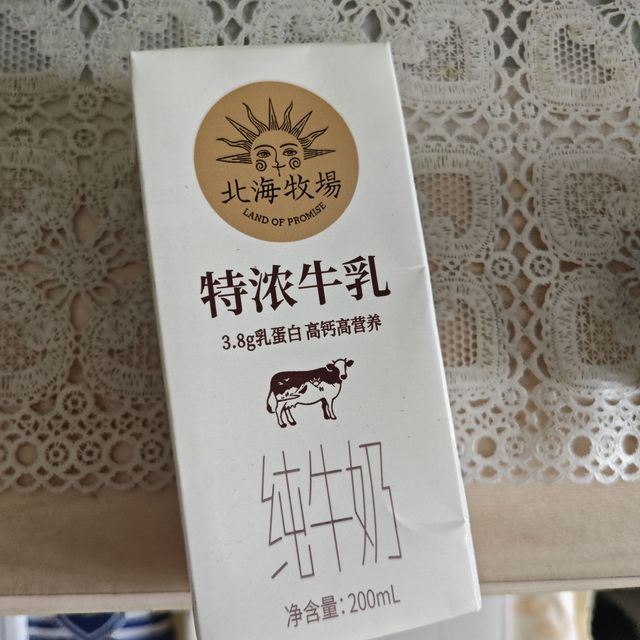 北海牧場
LAND OF PROMISE
特浓牛乳
3.8g乳蛋白 高钙高营养
纯牛奶
净含量:200mL